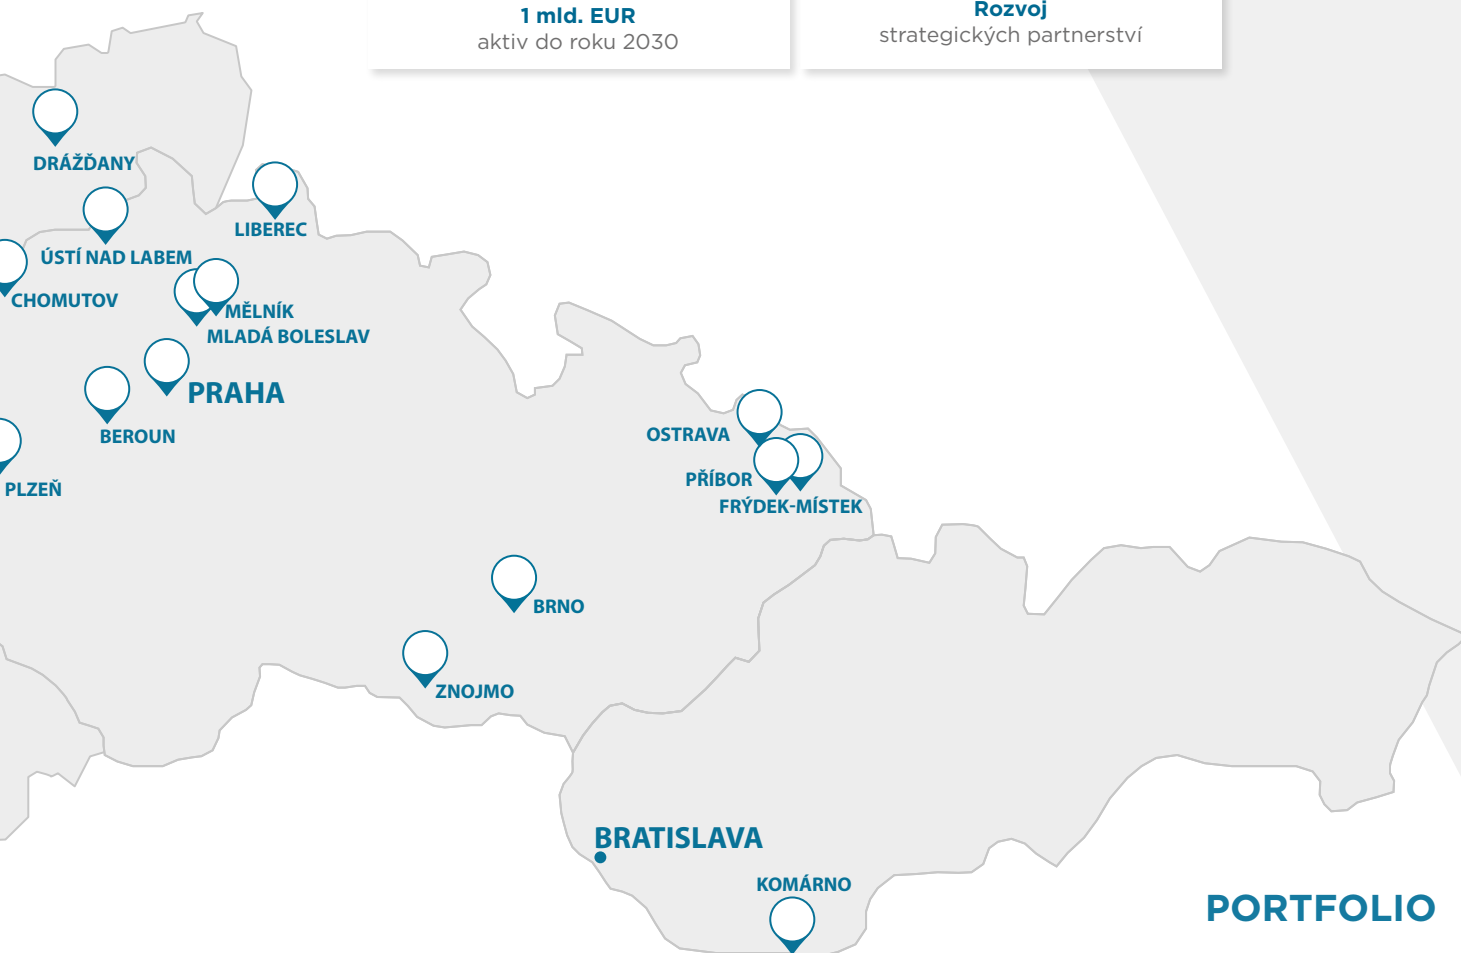 1 mld. EUR
aktiv do roku 2030
Rozvoj
strategických partnerství
DRÁŽĎANY
LIBEREC
ÚSTÍ NAD LABEM
CHOMUTOV
MĚLNÍK
MLADÁ BOLESLAV
PRAHA
BEROUN
OSTRAVA
PLZEŇ
PŘÍBOR
FRÝDEK-MÍSTEK
BRNO
ZNOJMO
BRATISLAVA
KOMÁRNO
PORTFOLIO